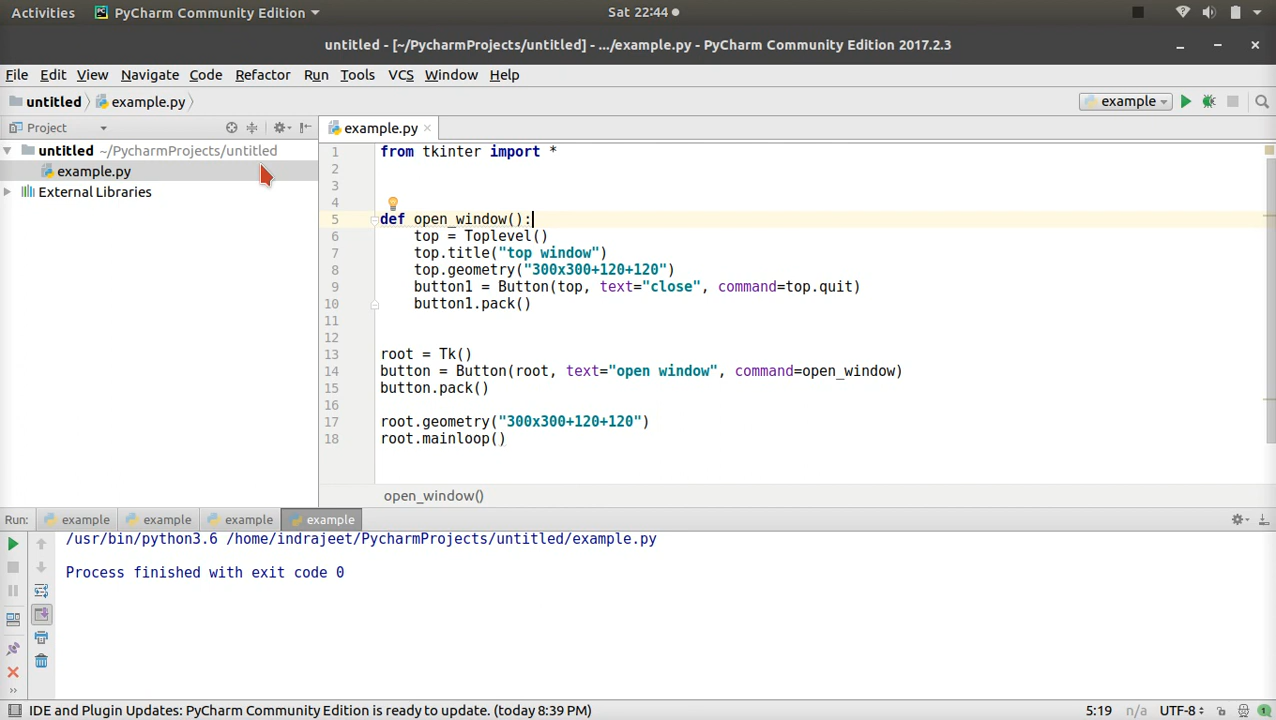 Activities PyCharm Community Edition Sat 22:44
untitled - [~/PycharmProjects/untitled] - .../example.py - PyCharm Community Edition 2017.2.3
File Edit View Navigate Code Refactor Run Tools VCS Window Help
untitled example.py example
Project example.py
untitled ~/PycharmProjects/untitled
example.py
External Libraries
1 from tkinter import *
2
3
4
5 def open_window():
6 top = Toplevel()
7 top.title("top window")
8 top.geometry("300x300+120+120")
9 button1 = Button(top, text="close", command=top.quit)
10 button1.pack()
11
12
13 root = Tk()
14 button = Button(root, text="open window", command=open_window)
15 button.pack()
16
17 root.geometry("300x300+120+120")
18 root.mainloop()
open_window()
Run: example example example example
/usr/bin/python3.6 /home/indrajeet/PycharmProjects/untitled/example.py
Process finished with exit code 0
IDE and Plugin Updates: PyCharm Community Edition is ready to update. (today 8:39 PM) 5:19 n/a UTF-8 1